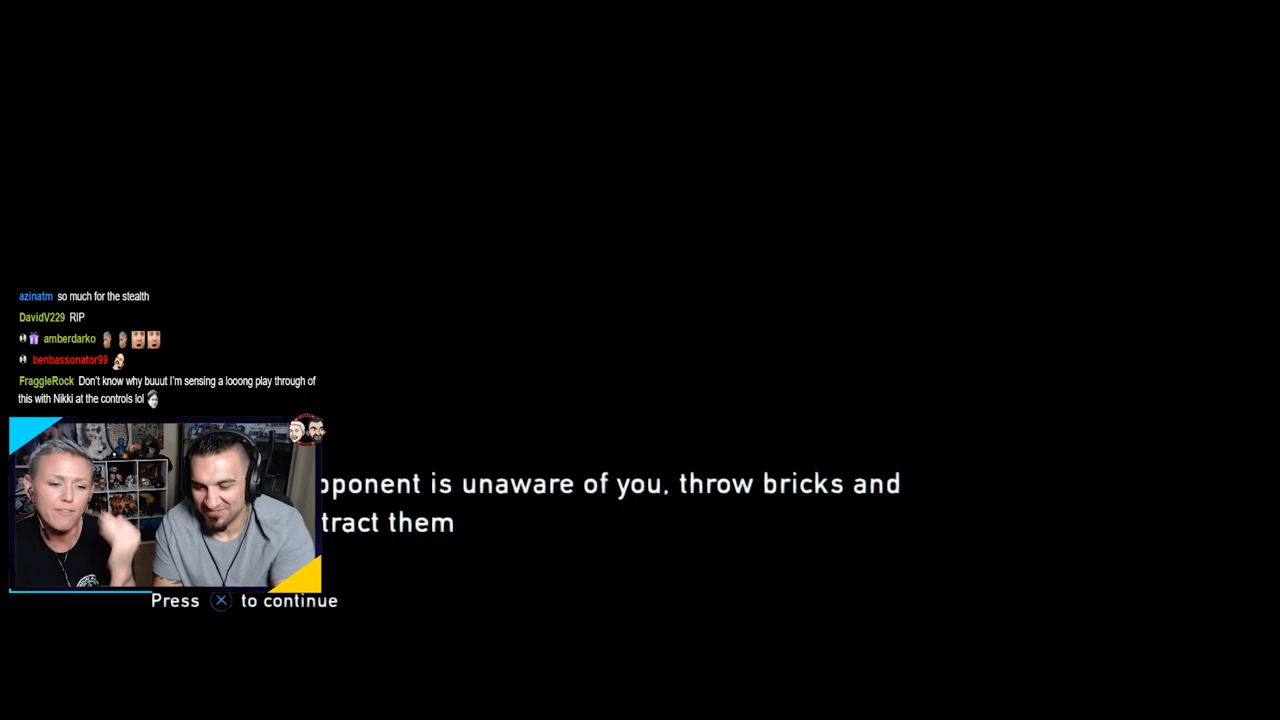 azinatm so much for the stealth
DavidV229 RIP
amberdarko
benbassonator99
FraggleRock Don't know why buuut I'm sensing a looong play through of
this with Nikki at the controls lol
pponent is unaware of you, throw bricks and
tract them
Press X to continue